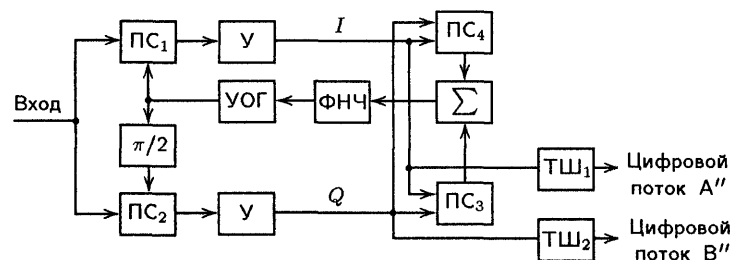 ПС₁
У
I
ПС₄
Вход
УОГ
ФНЧ
Σ
π/2
ТШ₁
Цифровой
поток А″
ПС₂
У
Q
ПС₃
ТШ₂
Цифровой
поток В″